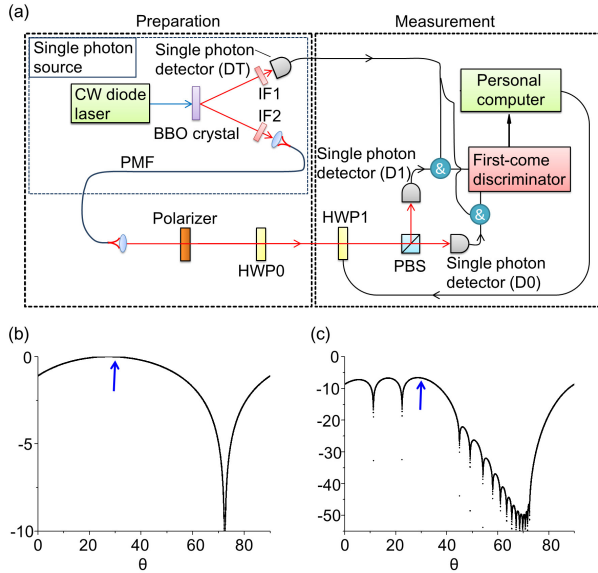 (a)
Preparation
Measurement
Single photon
source
Single photon
detector (DT)
CW diode
laser
IF1
IF2
BBO crystal
PMF
Polarizer
HWP0
Personal
computer
Single photon
detector (D1)
&
First-come
discriminator
&
HWP1
PBS
Single photon
detector (D0)
(b)
0
-5
-10
0 20 40 60 80
θ
(c)
0
-10
-20
-30
-40
-50
0 20 40 60 80
θ